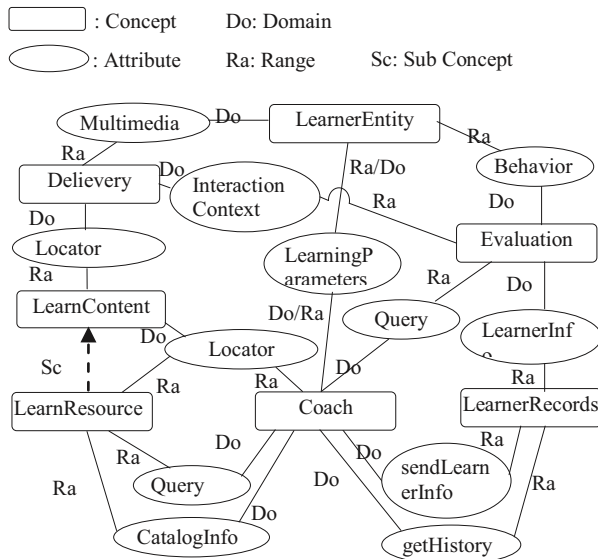 : Concept Do: Domain
: Attribute Ra: Range Sc: Sub Concept
Multimedia
Do
LearnerEntity
Ra
Ra
Delievery
Do
Interaction
Context
Ra/Do
Ra
Behavior
Do
Do
Locator
Ra
LearningP
arameters
Evaluation
Ra
Do
LearnContent
Do
Do/Ra
Query
LearnerInf
o
Sc
Locator
Do
Ra
Ra
Ra
LearnResource
Coach
LearnerRecords
Ra
Query
Do
Do
sendLearn
erInfo
Ra
Ra
CatalogInfo
Do
Do
getHistory
Ra